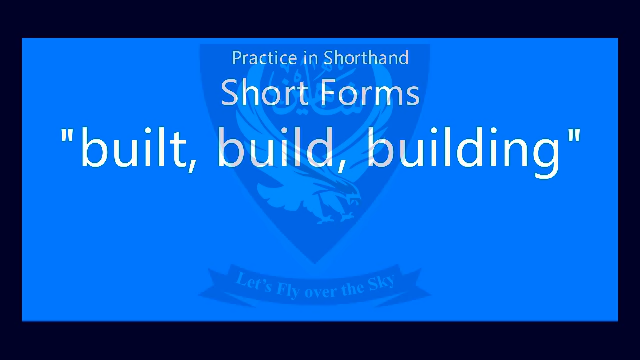 Practice in Shorthand
Short Forms
"built, build, building"
Let's Fly over the Sky